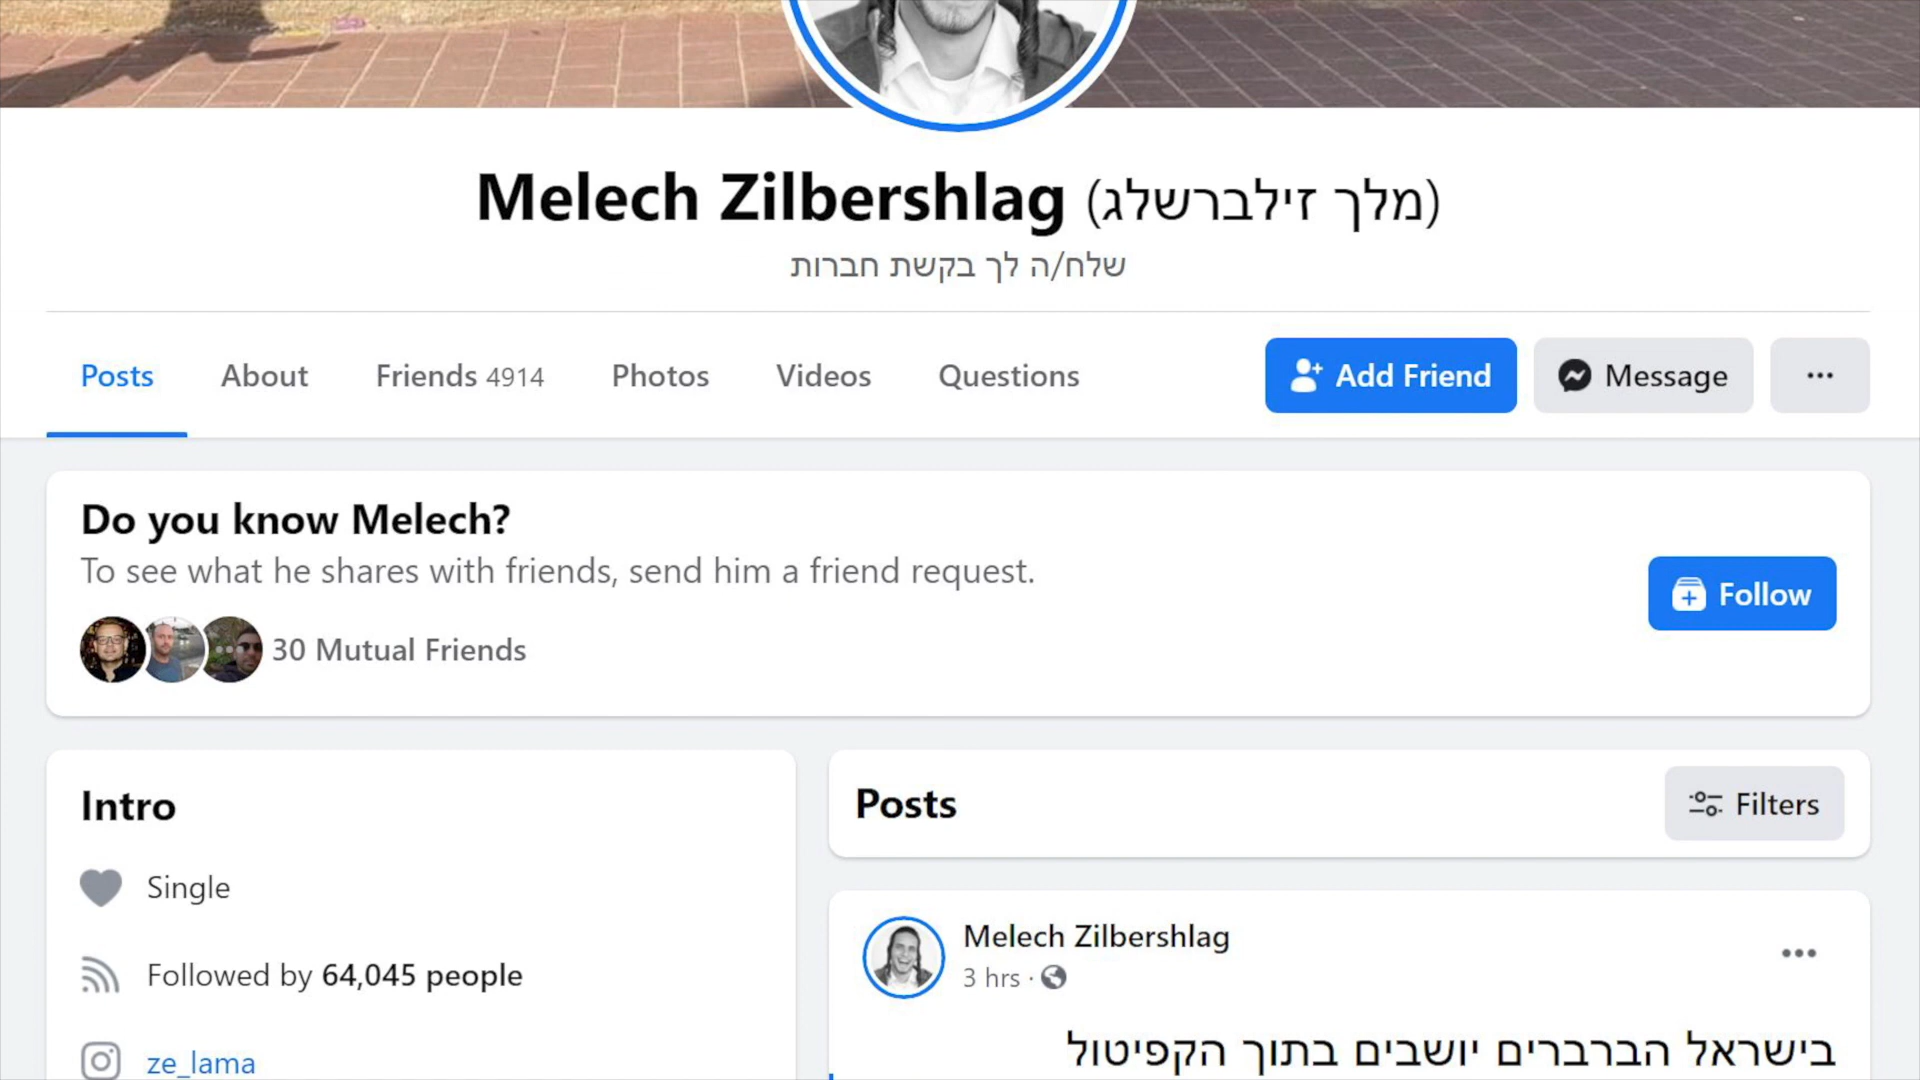 Melech Zilbershlag (מלך זילברשלג)
שלח/ה לך בקשת חברות
Posts About Friends 4914 Photos Videos Questions Add Friend Message
Do you know Melech?
To see what he shares with friends, send him a friend request.
Follow
30 Mutual Friends
Intro
Single
Followed by 64,045 people
ze_lama
Posts
Filters
Melech Zilbershlag
3 hrs ·
בישראל הברברים יושבים בתוך הקפיטול